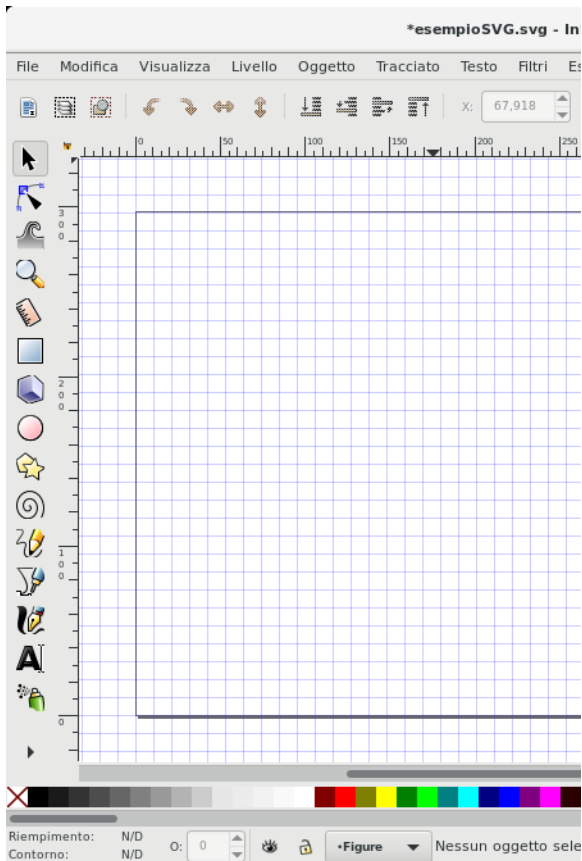 *esempioSVG.svg - In
File Modifica Visualizza Livello Oggetto Tracciato Testo Filtri Es
X: 67,918
0 50 100 150 200 250
300
200
100
0
Riempimento: N/D
Contorno: N/D
O: 0
•Figure
Nessun oggetto sele